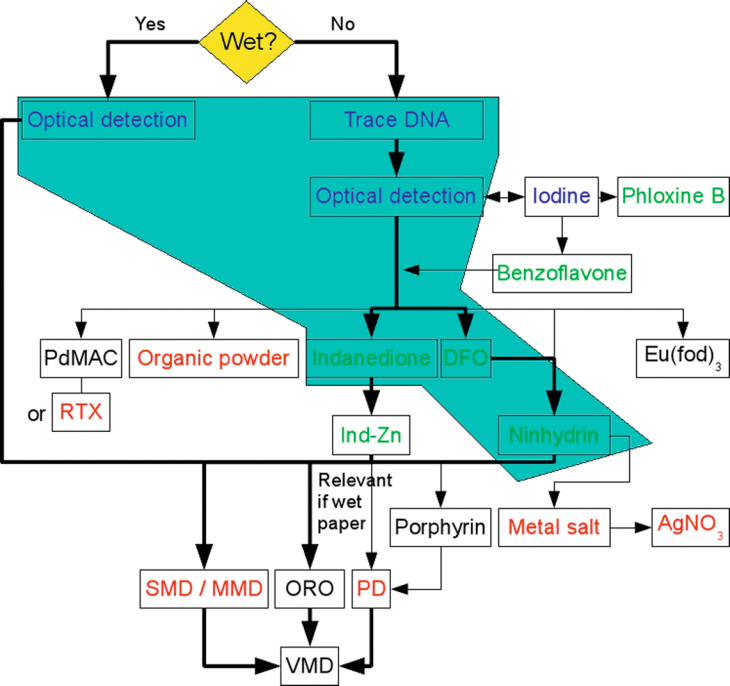 Yes
Wet?
No
Optical detection
Trace DNA
Optical detection
Iodine
Phloxine B
Benzoflavone
PdMAC
Organic powder
Indanedione
DFO
Eu(fod)3
or RTX
Ind-Zn
Ninhydrin
Relevant
if wet
paper
Porphyrin
Metal salt
AgNO3
SMD / MMD
ORO
PD
VMD